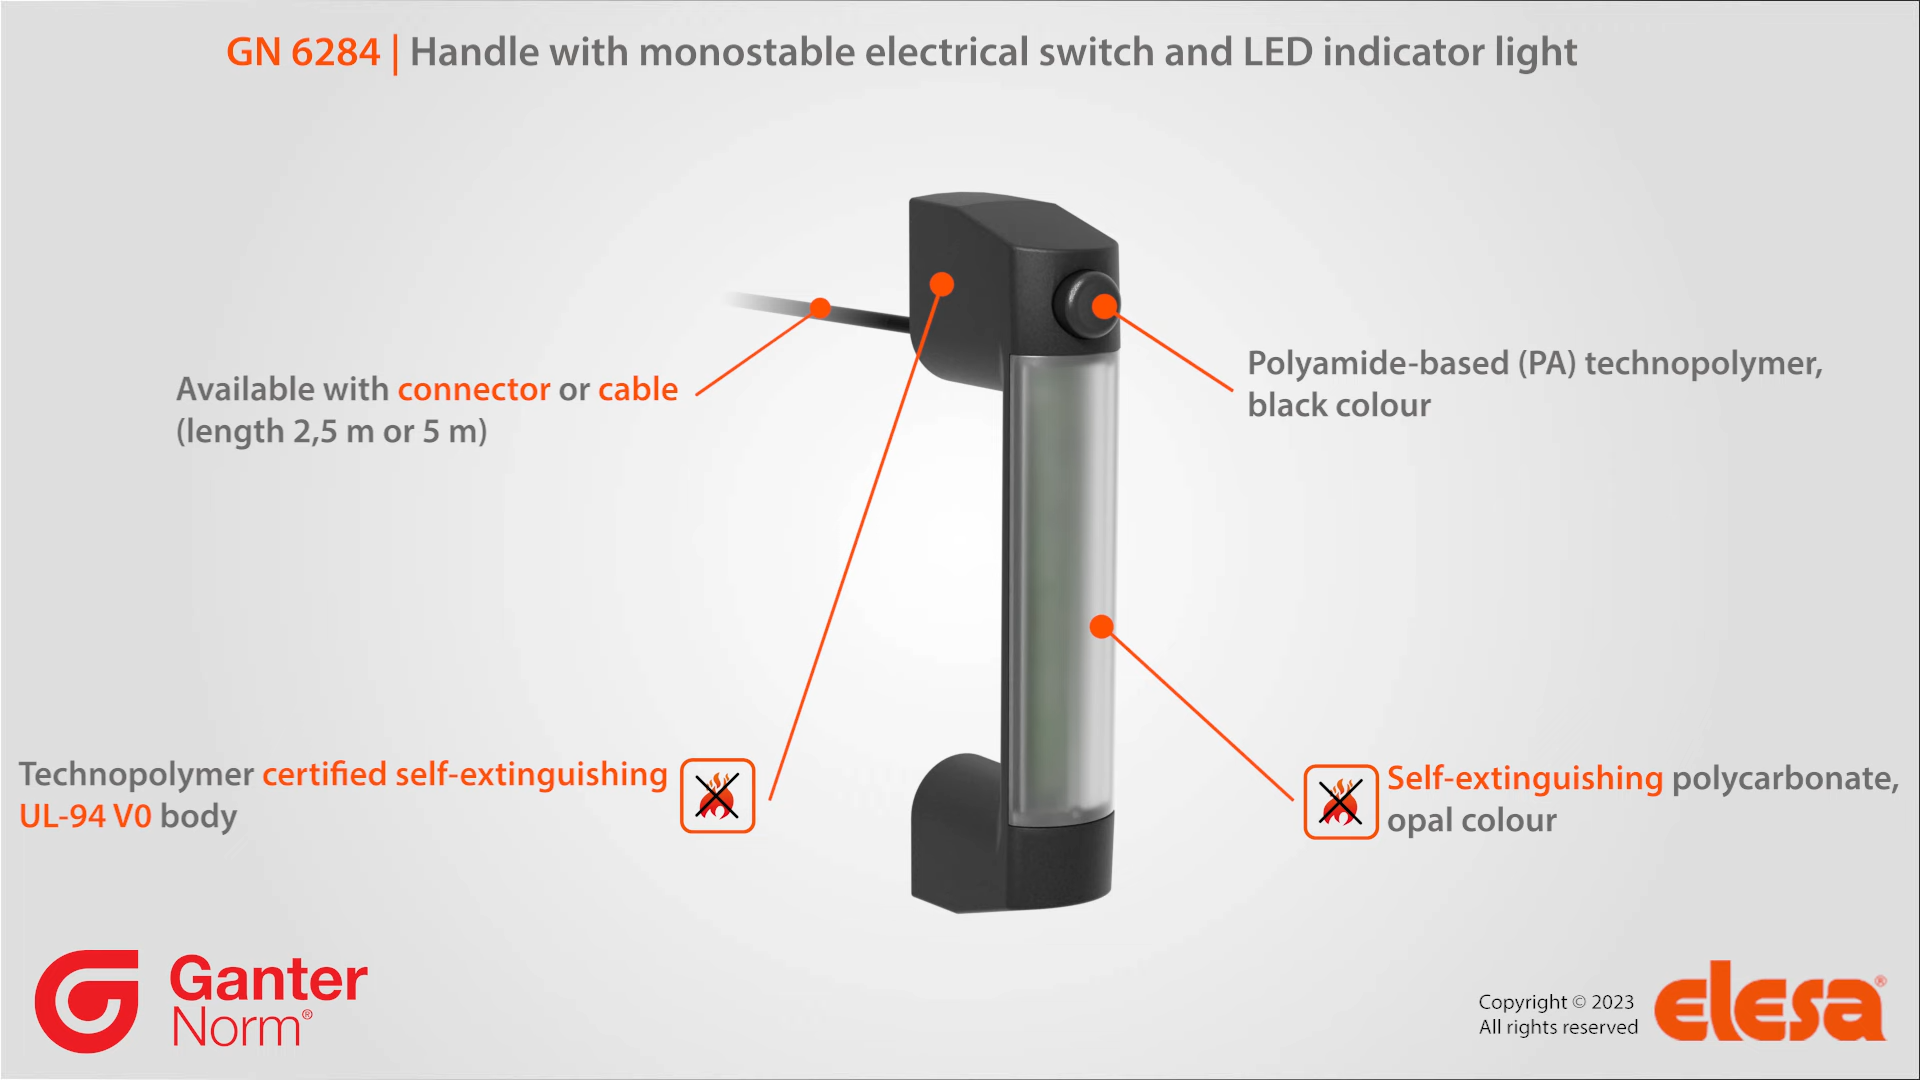 GN 6284 | Handle with monostable electrical switch and LED indicator light
Available with connector or cable
(length 2,5 m or 5 m)
Polyamide-based (PA) technopolymer,
black colour
Technopolymer certified self-extinguishing
UL-94 V0 body
Self-extinguishing polycarbonate,
opal colour
Ganter
Norm®
Copyright © 2023
All rights reserved
elesa®